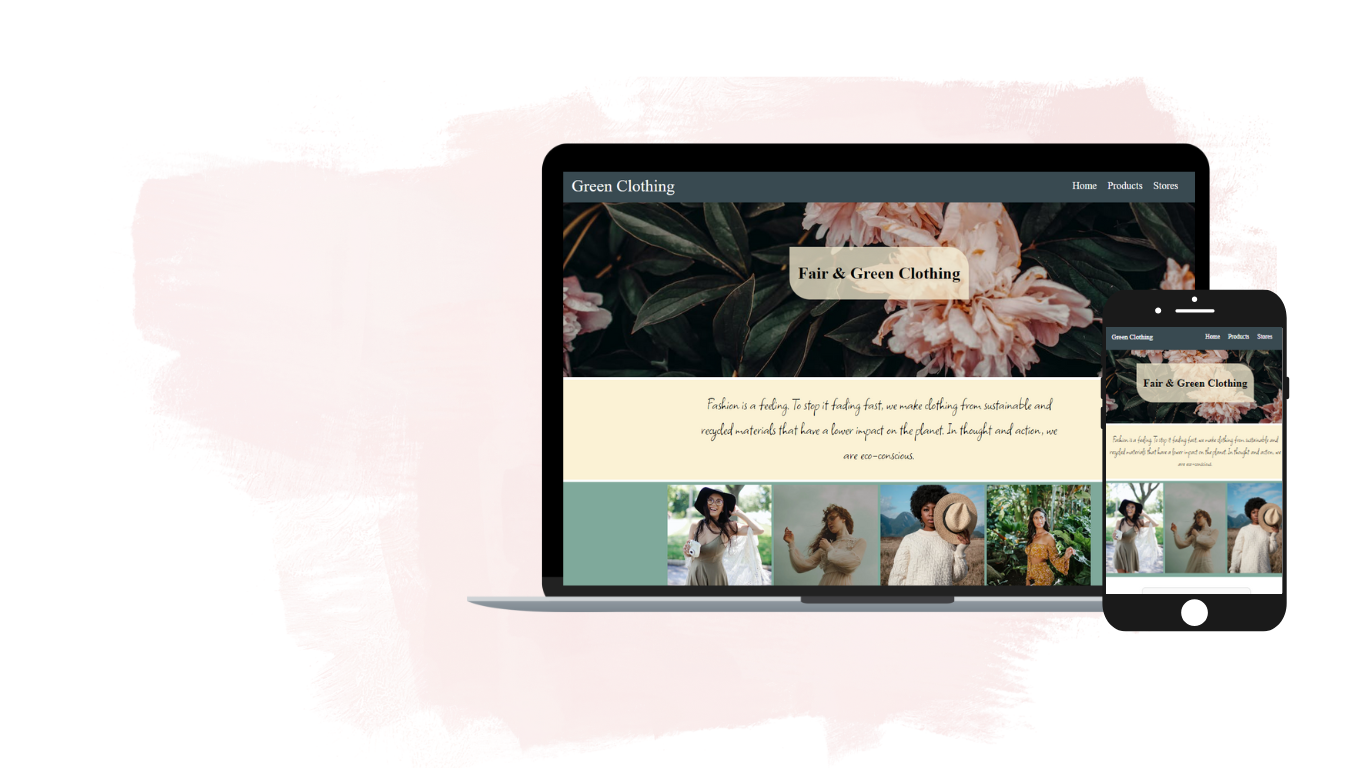 Green Clothing
Home Products Stores
Fair & Green Clothing
Fashion is a feeling. To stop it fading fast, we make clothing from sustainable and
recycled materials that have a lower impact on the planet. In thought and action, we
are eco-conscious.
Green Clothing
Home Products Stores
Fair & Green Clothing
Fashion is a feeling. To stop it fading fast, we make clothing from sustainable and
recycled materials that have a lower impact on the planet. In thought and action, we
are eco-conscious.